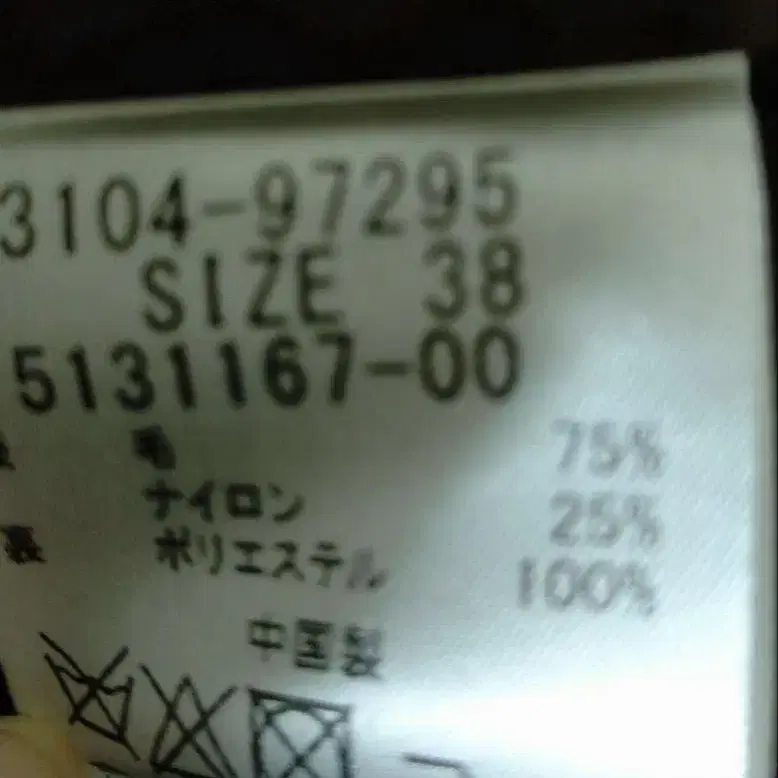 3104-97295
SIZE 38
5131167-00
毛 75%
ナイロン 25%
裏 ポリエステル 100%
中国製